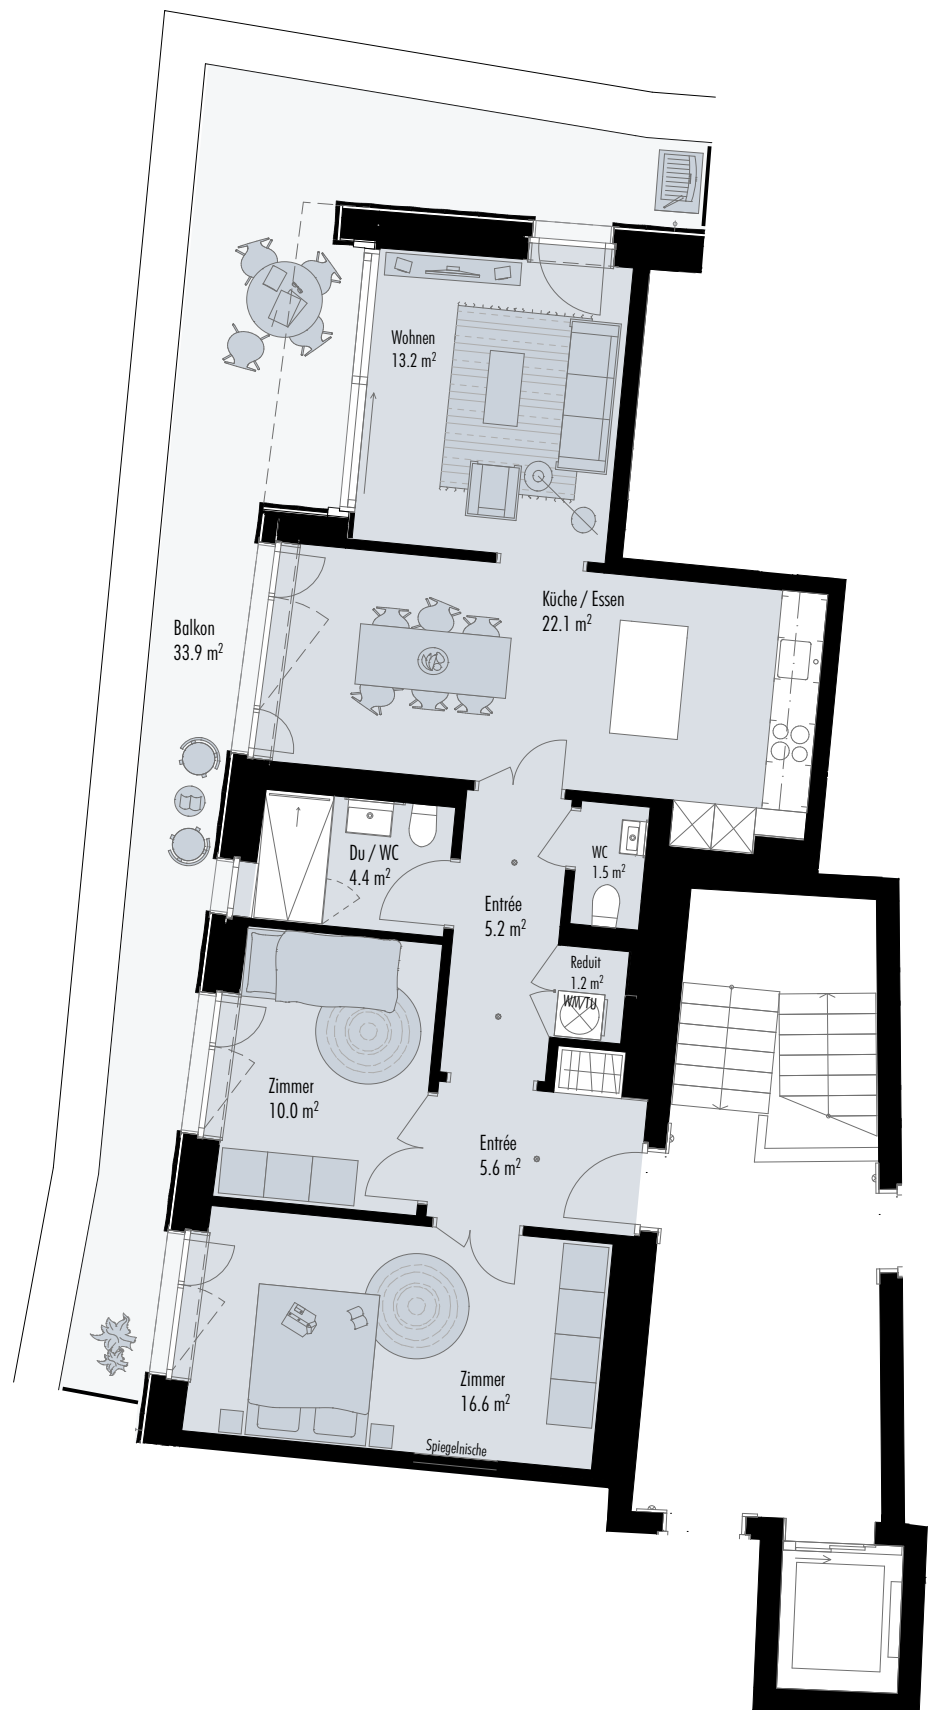 Wohnen
13.2 m²
Küche / Essen
22.1 m²
Balkon
33.9 m²
Du / WC
4.4 m²
WC
1.5 m²
Entrée
5.2 m²
Reduit
1.2 m²
WM/TU
Zimmer
10.0 m²
Entrée
5.6 m²
Zimmer
16.6 m²
Spiegelnische